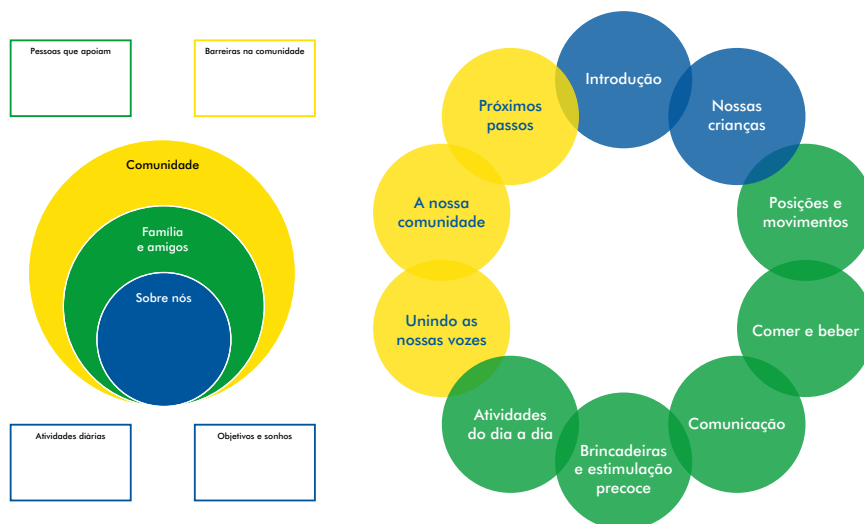 Pessoas que apoiam
Barreiras na comunidade
Comunidade
Família
e amigos
Sobre nós
Atividades diárias
Objetivos e sonhos
Introdução
Nossas
crianças
Posições e
movimentos
Comer e beber
Comunicação
Brincadeiras
e estimulação
precoce
Atividades
do dia a dia
Unindo as
nossas vozes
A nossa
comunidade
Próximos
passos